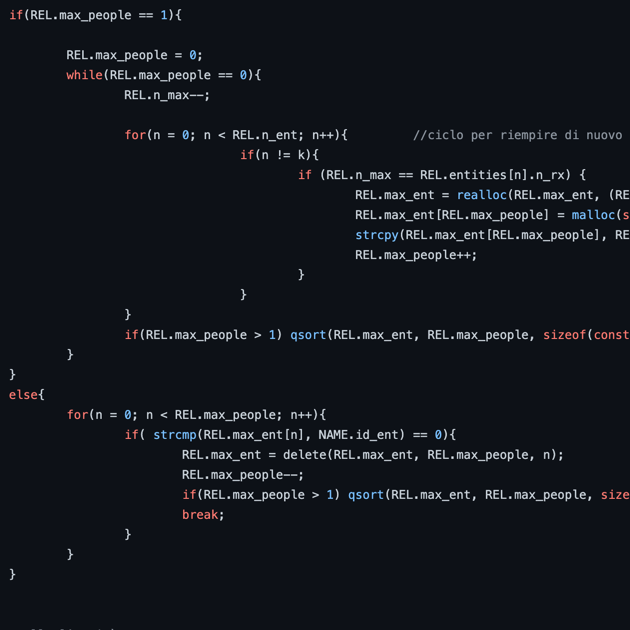 if(REL.max_people == 1){
REL.max_people = 0;
while(REL.max_people == 0){
REL.n_max--;
for(n = 0; n < REL.n_ent; n++){ //ciclo per riempire di nuovo
if(n != k){
if (REL.n_max == REL.entities[n].n_rx) {
REL.max_ent = realloc(REL.max_ent, (RE
REL.max_ent[REL.max_people] = malloc(s
strcpy(REL.max_ent[REL.max_people], RE
REL.max_people++;
}
}
}
if(REL.max_people > 1) qsort(REL.max_ent, REL.max_people, sizeof(const
}
}
else{
for(n = 0; n < REL.max_people; n++){
if( strcmp(REL.max_ent[n], NAME.id_ent) == 0){
REL.max_ent = delete(REL.max_ent, REL.max_people, n);
REL.max_people--;
if(REL.max_people > 1) qsort(REL.max_ent, REL.max_people, size
break;
}
}
}